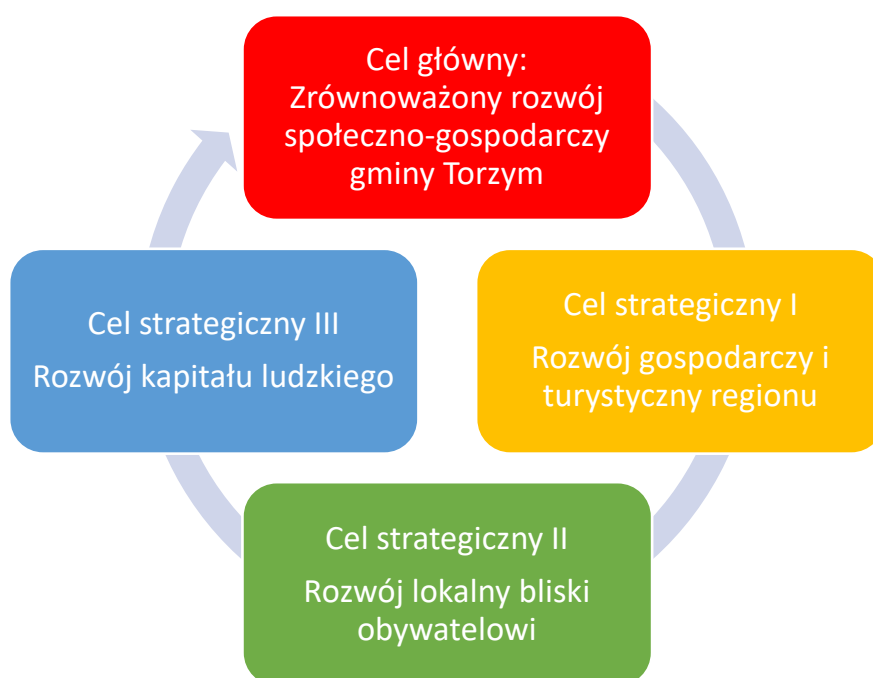 Cel główny:
Zrównoważony rozwój
społeczno-gospodarczy
gminy Torzym
Cel strategiczny I
Rozwój gospodarczy i
turystyczny regionu
Cel strategiczny II
Rozwój lokalny bliski
obywatelowi
Cel strategiczny III
Rozwój kapitału ludzkiego